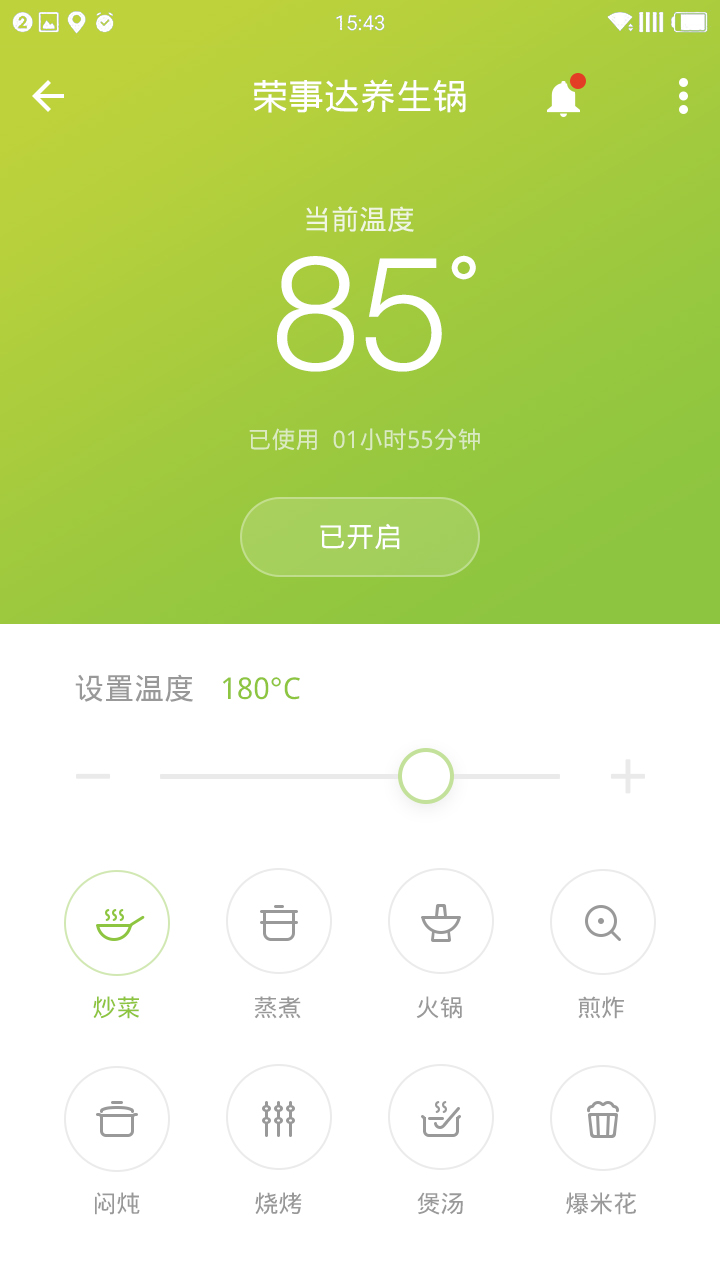 2
15:43
荣事达养生锅
当前温度
85°
已使用 01小时55分钟
已开启
设置温度 180°C
炒菜 蒸煮 火锅 煎炸
闷炖 烧烤 煲汤 爆米花